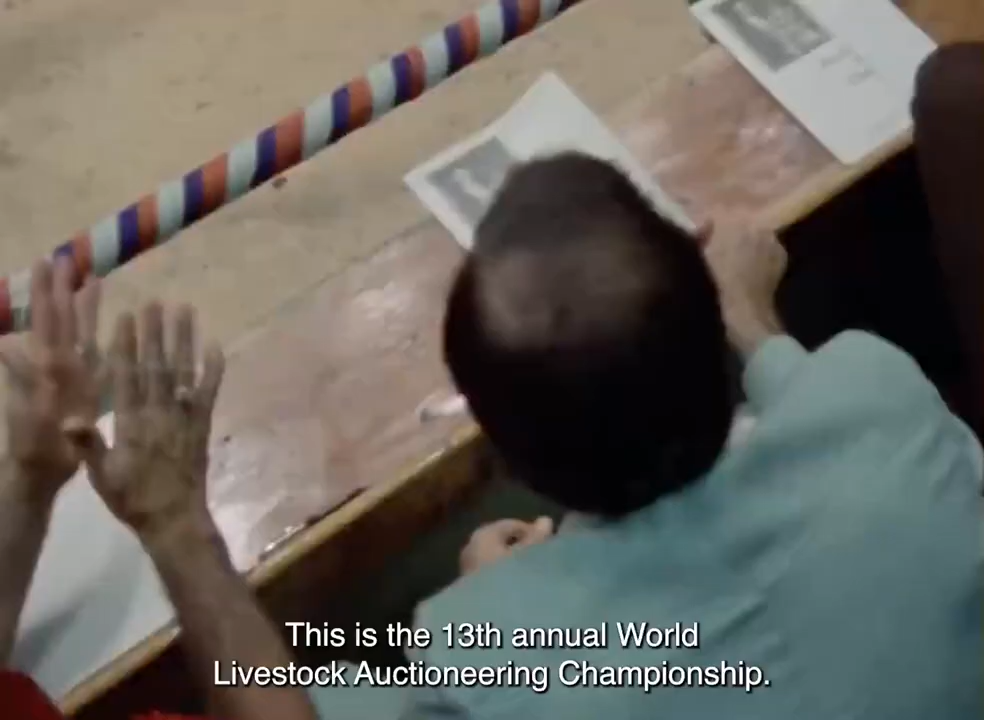 This is the 13th annual World
Livestock Auctioneering Championship.